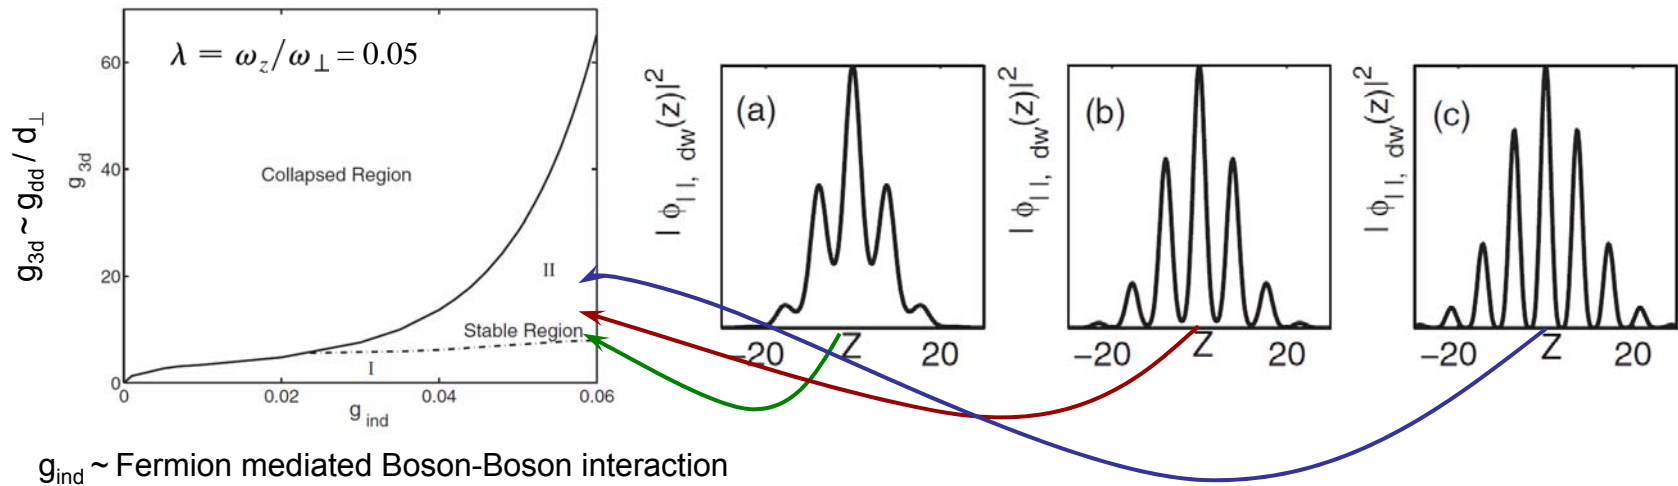 λ = ω_z/ω_⊥ = 0.05
g_3d ~ g_dd / d_⊥
g_3d
60
40
20
0
Collapsed Region
II
Stable Region
I
0 0.02 0.04 0.06
g_ind
g_ind ~ Fermion mediated Boson-Boson interaction
(a)
|ϕ_||, dw(z)|²
−20 Z 20
(b)
|ϕ_||, dw(z)|²
−20 Z 20
(c)
|ϕ_||, dw(z)|²
−20 Z 20